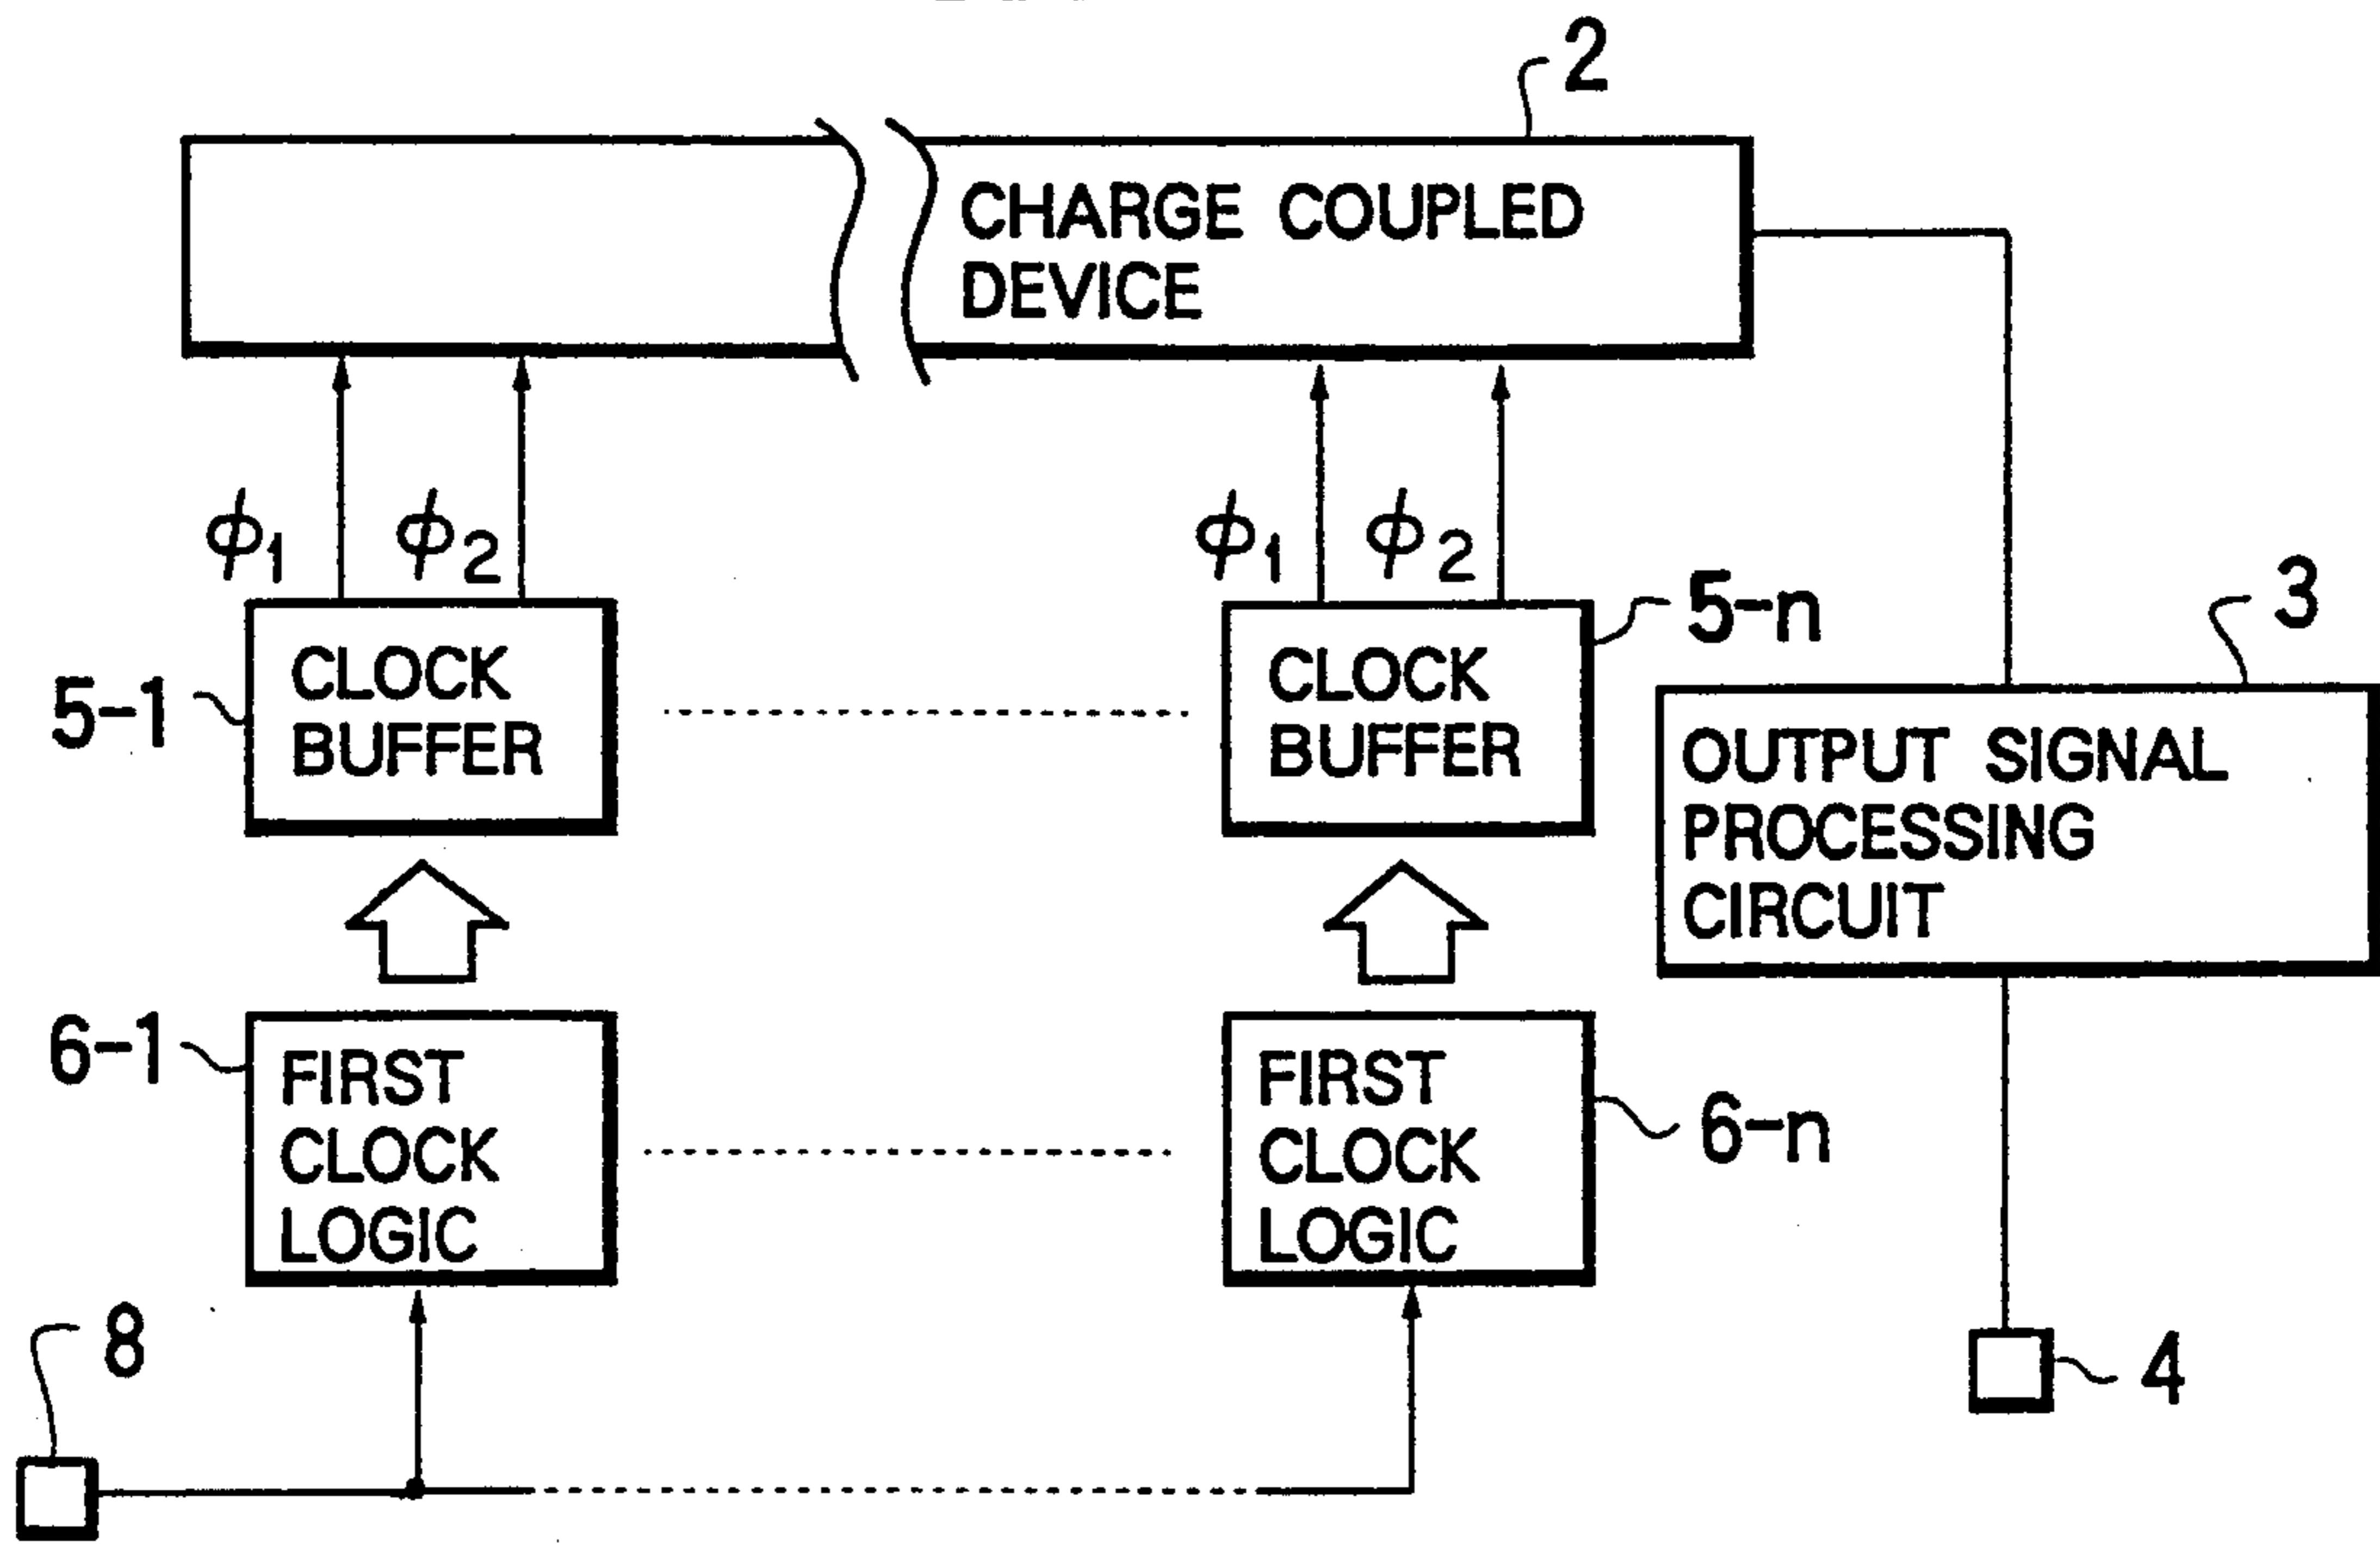 2
CHARGE COUPLED
DEVICE
ϕ1 ϕ2 ϕ1 ϕ2
5-n
3
5-1
CLOCK
BUFFER
CLOCK
BUFFER
OUTPUT SIGNAL
PROCESSING
CIRCUIT
6-1
FIRST
CLOCK
LOGIC
FIRST
CLOCK
LOGIC
6-n
8
4